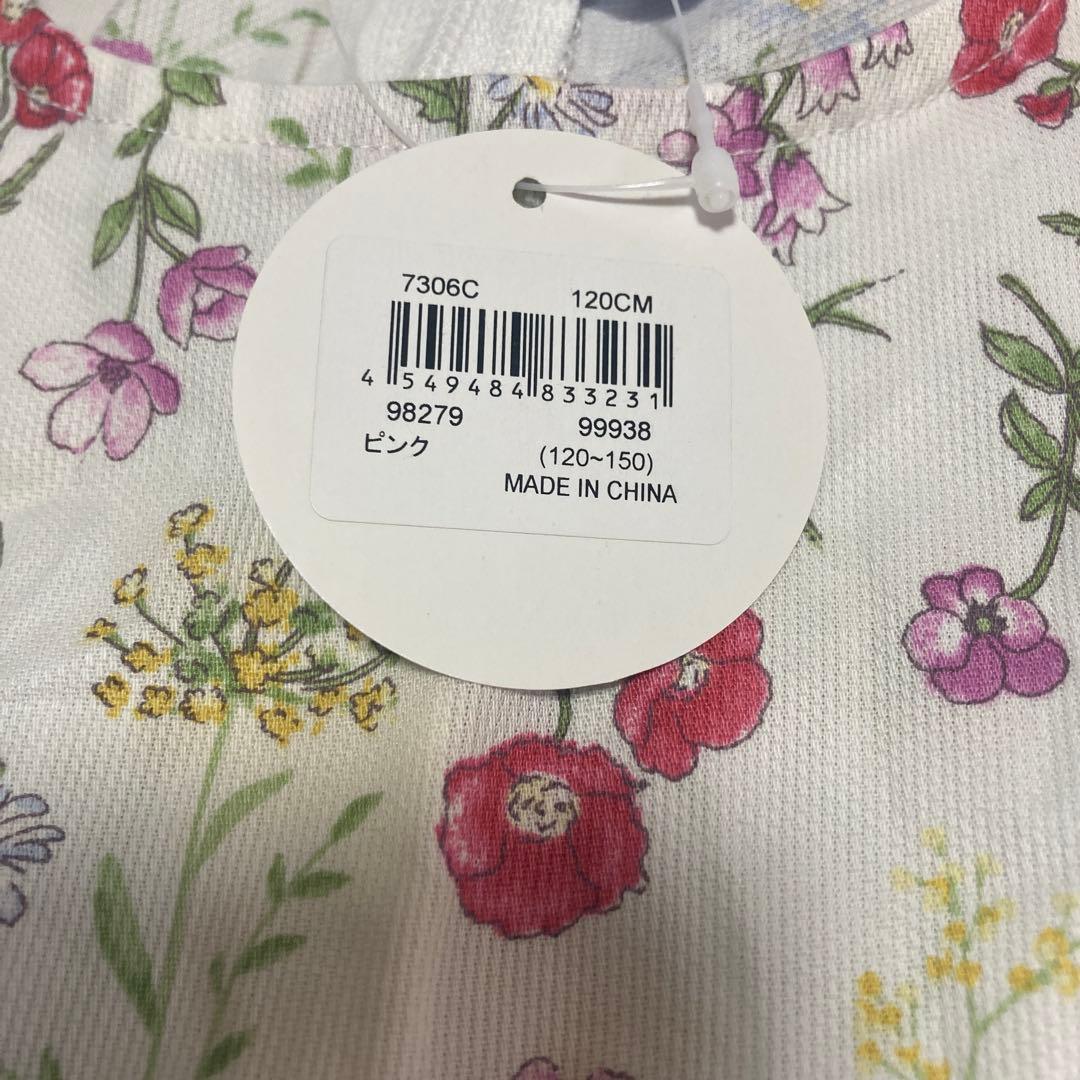 7306C 120CM
4 549484 833231
98279 99938
ピンク (120~150)
MADE IN CHINA